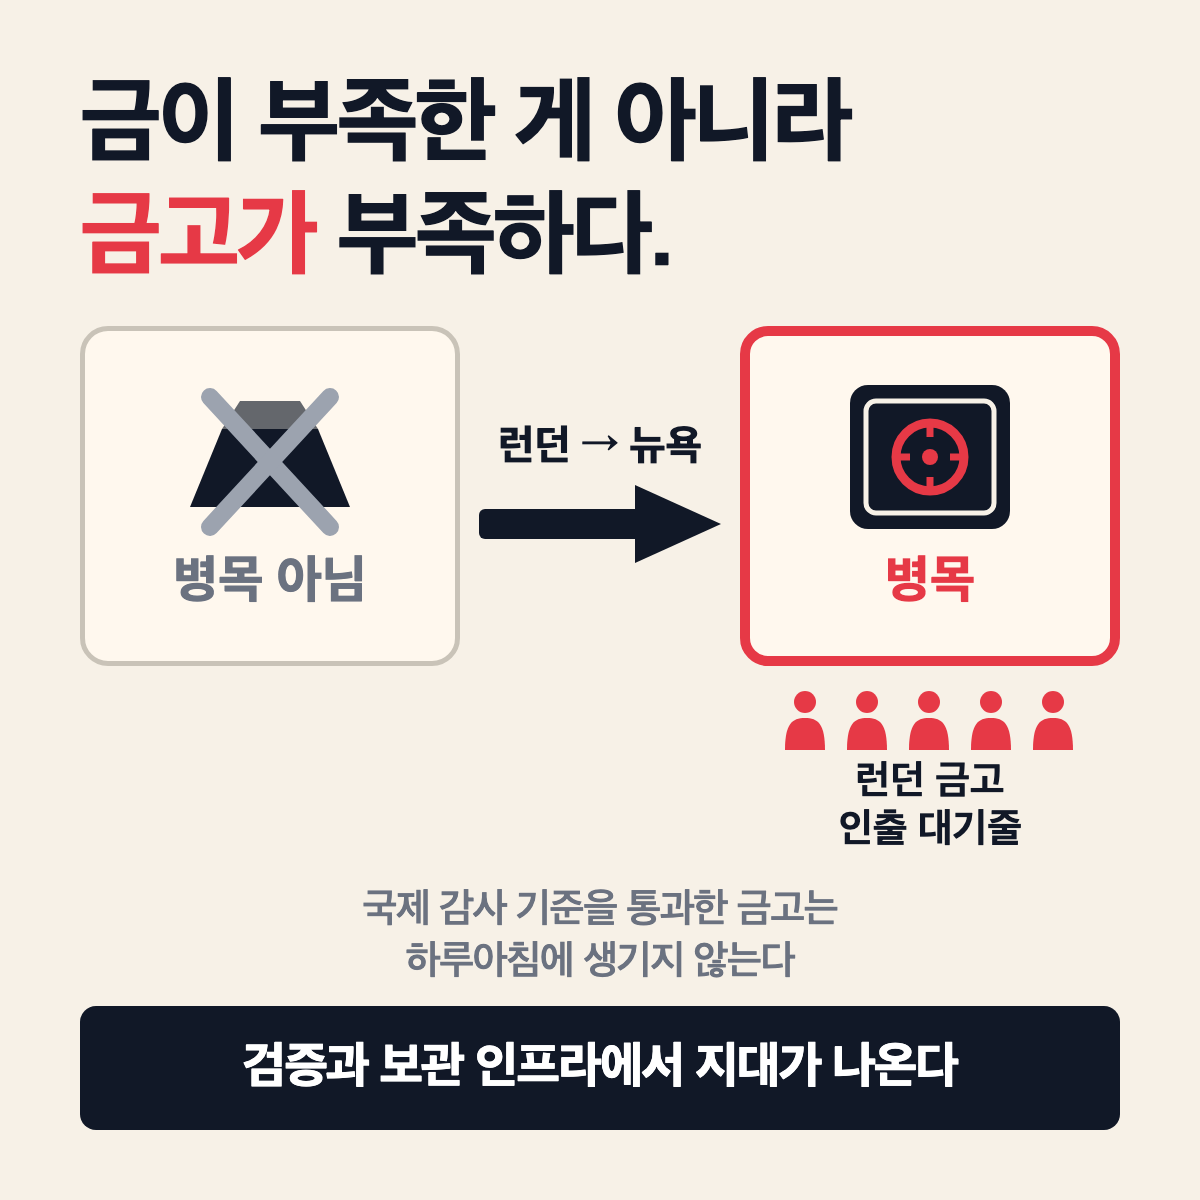 금이 부족한 게 아니라
금고가 부족하다.
병목 아님
런던 → 뉴욕
병목
런던 금고
인출 대기줄
국제 감사 기준을 통과한 금고는
하루아침에 생기지 않는다
검증과 보관 인프라에서 지대가 나온다